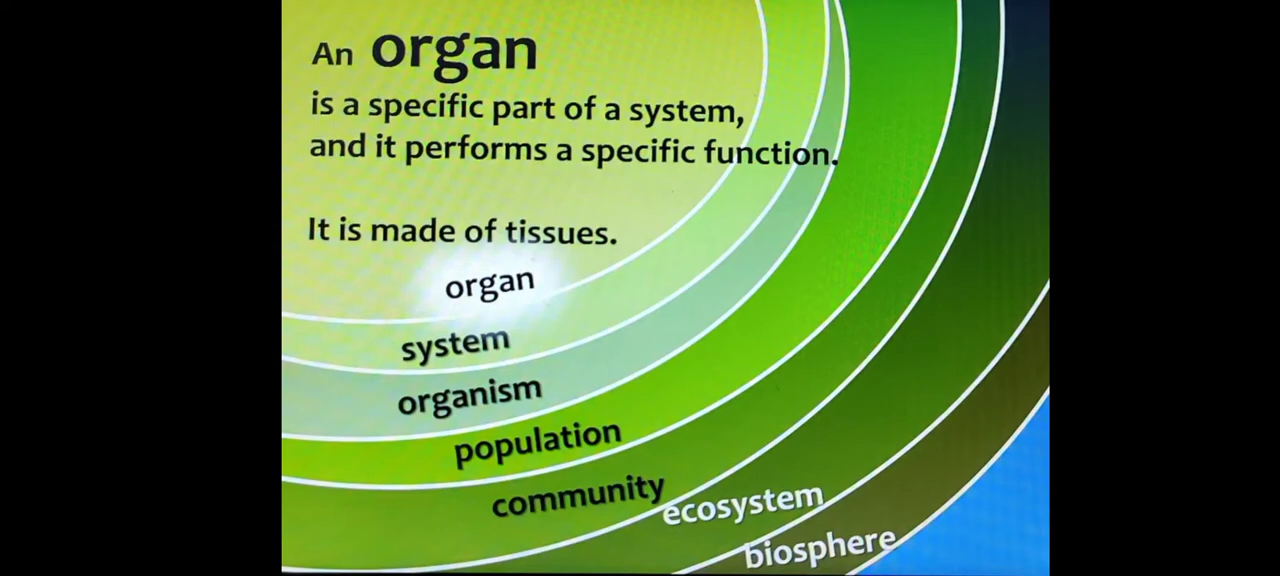 An organ
is a specific part of a system,
and it performs a specific function.
It is made of tissues.
organ
system
organism
population
community
ecosystem
biosphere